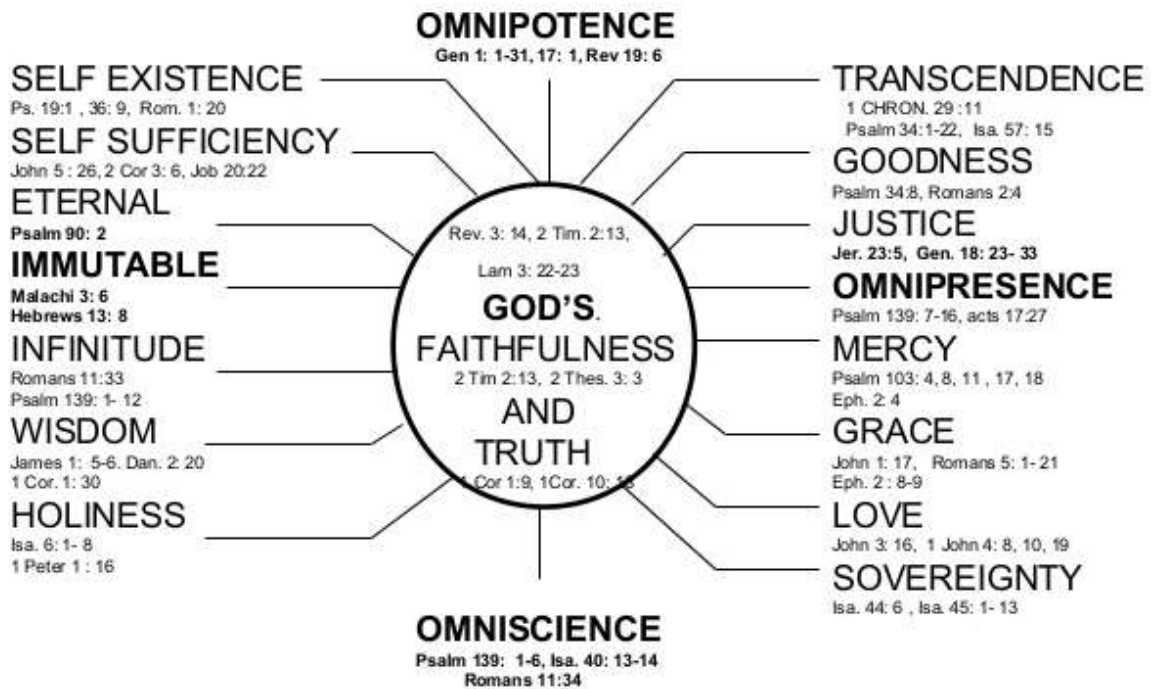 OMNIPOTENCE
Gen 1: 1-31, 17: 1, Rev 19: 6
SELF EXISTENCE
Ps. 19:1 , 36: 9, Rom. 1: 20
SELF SUFFICIENCY
John 5 : 26, 2 Cor 3: 6, Job 20:22
ETERNAL
Psalm 90: 2
IMMUTABLE
Malachi 3: 6
Hebrews 13: 8
INFINITUDE
Romans 11:33
Psalm 139: 1- 12
WISDOM
James 1: 5-6. Dan. 2: 20
1 Cor. 1: 30
HOLINESS
Isa. 6: 1- 8
1 Peter 1 : 16
Rev. 3: 14, 2 Tim. 2:13,
Lam 3: 22-23
GOD'S.
FAITHFULNESS
2 Tim 2:13, 2 Thes. 3: 3
AND
TRUTH
1 Cor 1:9, 1Cor. 10: 13
TRANSCENDENCE
1 CHRON. 29 :11
Psalm 34:1-22, Isa. 57: 15
GOODNESS
Psalm 34:8, Romans 2:4
JUSTICE
Jer. 23:5, Gen. 18: 23- 33
OMNIPRESENCE
Psalm 139: 7-16, acts 17:27
MERCY
Psalm 103: 4, 8, 11 , 17, 18
Eph. 2: 4
GRACE
John 1: 17, Romans 5: 1- 21
Eph. 2 : 8-9
LOVE
John 3: 16, 1 John 4: 8, 10, 19
SOVEREIGNTY
Isa. 44: 6 , Isa. 45: 1- 13
OMNISCIENCE
Psalm 139: 1-6, Isa. 40: 13-14
Romans 11:34